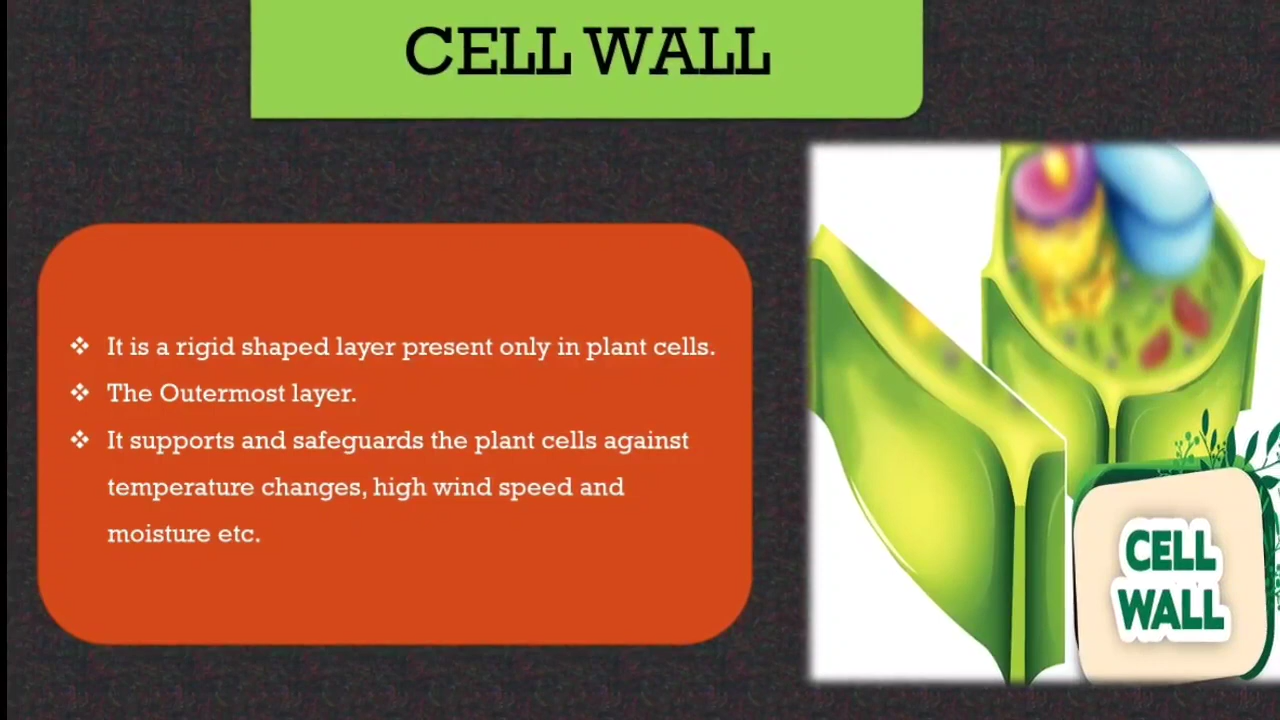 CELL WALL
❖ It is a rigid shaped layer present only in plant cells.
❖ The Outermost layer.
❖ It supports and safeguards the plant cells against
temperature changes, high wind speed and
moisture etc.
CELL
WALL